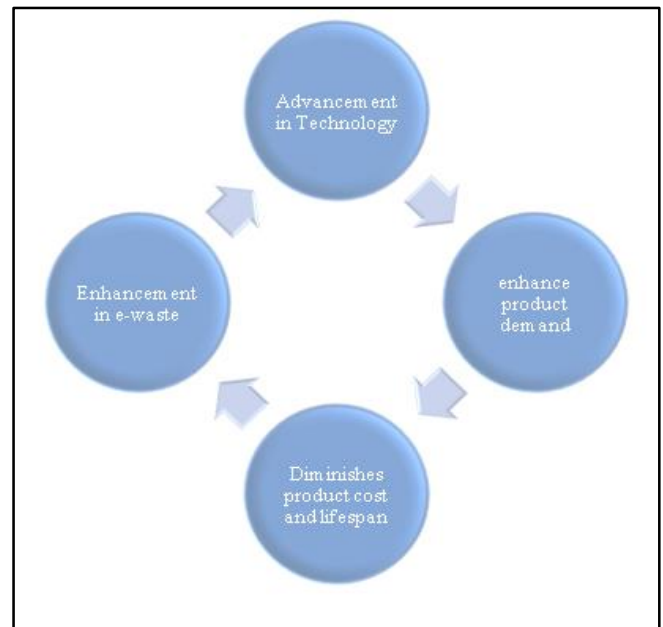 Advancement
in Technology
enhance
product
demand
Diminishes
product cost
and lifespan
Enhancement
in e-waste